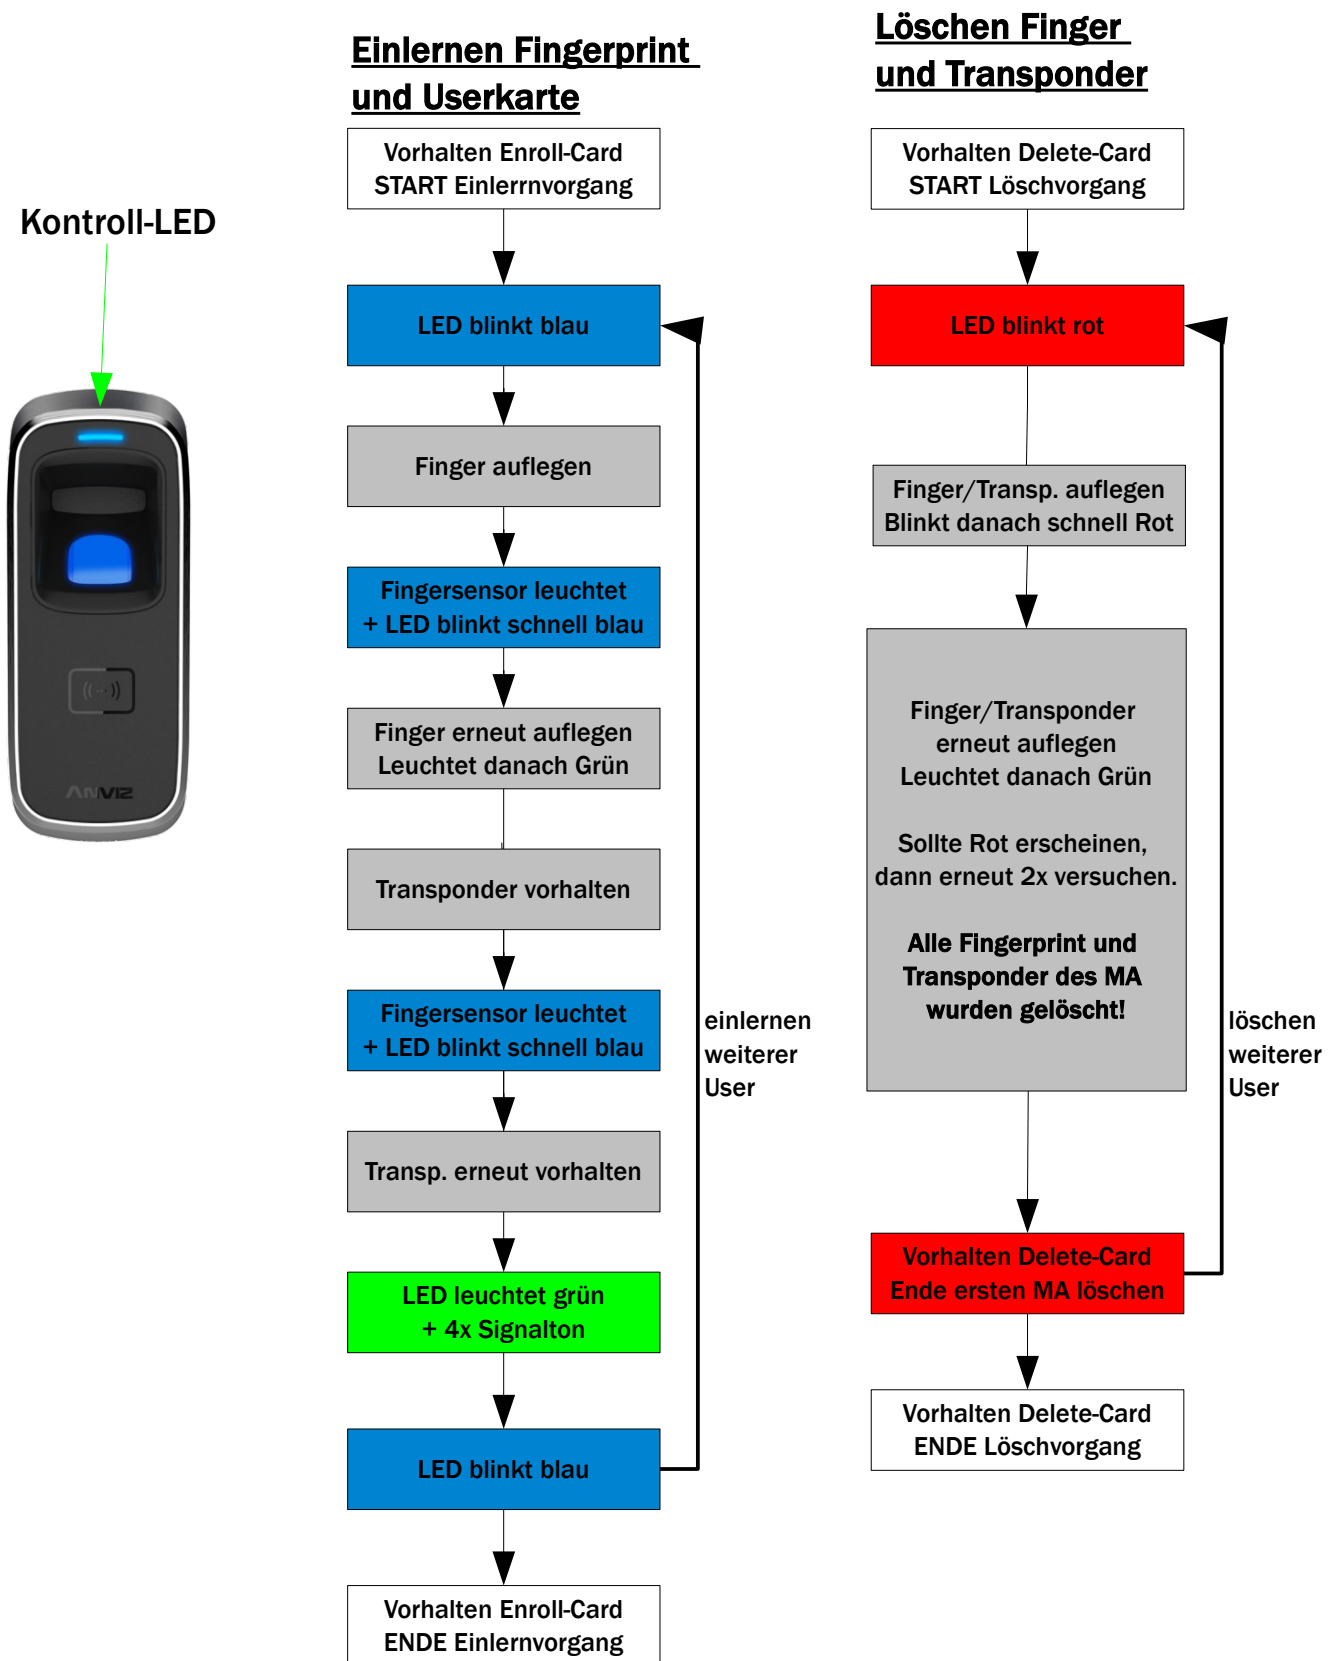 Einlernen Fingerprint
und Userkarte
Löschen Finger
und Transponder
Kontroll-LED
ANVIZ
Vorhalten Enroll-Card
START Einlerrnvorgang
LED blinkt blau
Finger auflegen
Fingersensor leuchtet
+ LED blinkt schnell blau
Finger erneut auflegen
Leuchtet danach Grün
Transponder vorhalten
Fingersensor leuchtet
+ LED blinkt schnell blau
Transp. erneut vorhalten
LED leuchtet grün
+ 4x Signalton
LED blinkt blau
Vorhalten Enroll-Card
ENDE Einlernvorgang
einlernen
weiterer
User
Vorhalten Delete-Card
START Löschvorgang
LED blinkt rot
Finger/Transp. auflegen
Blinkt danach schnell Rot
Finger/Transponder
erneut auflegen
Leuchtet danach Grün
Sollte Rot erscheinen,
dann erneut 2x versuchen.
Alle Fingerprint und
Transponder des MA
wurden gelöscht!
Vorhalten Delete-Card
Ende ersten MA löschen
Vorhalten Delete-Card
ENDE Löschvorgang
löschen
weiterer
User